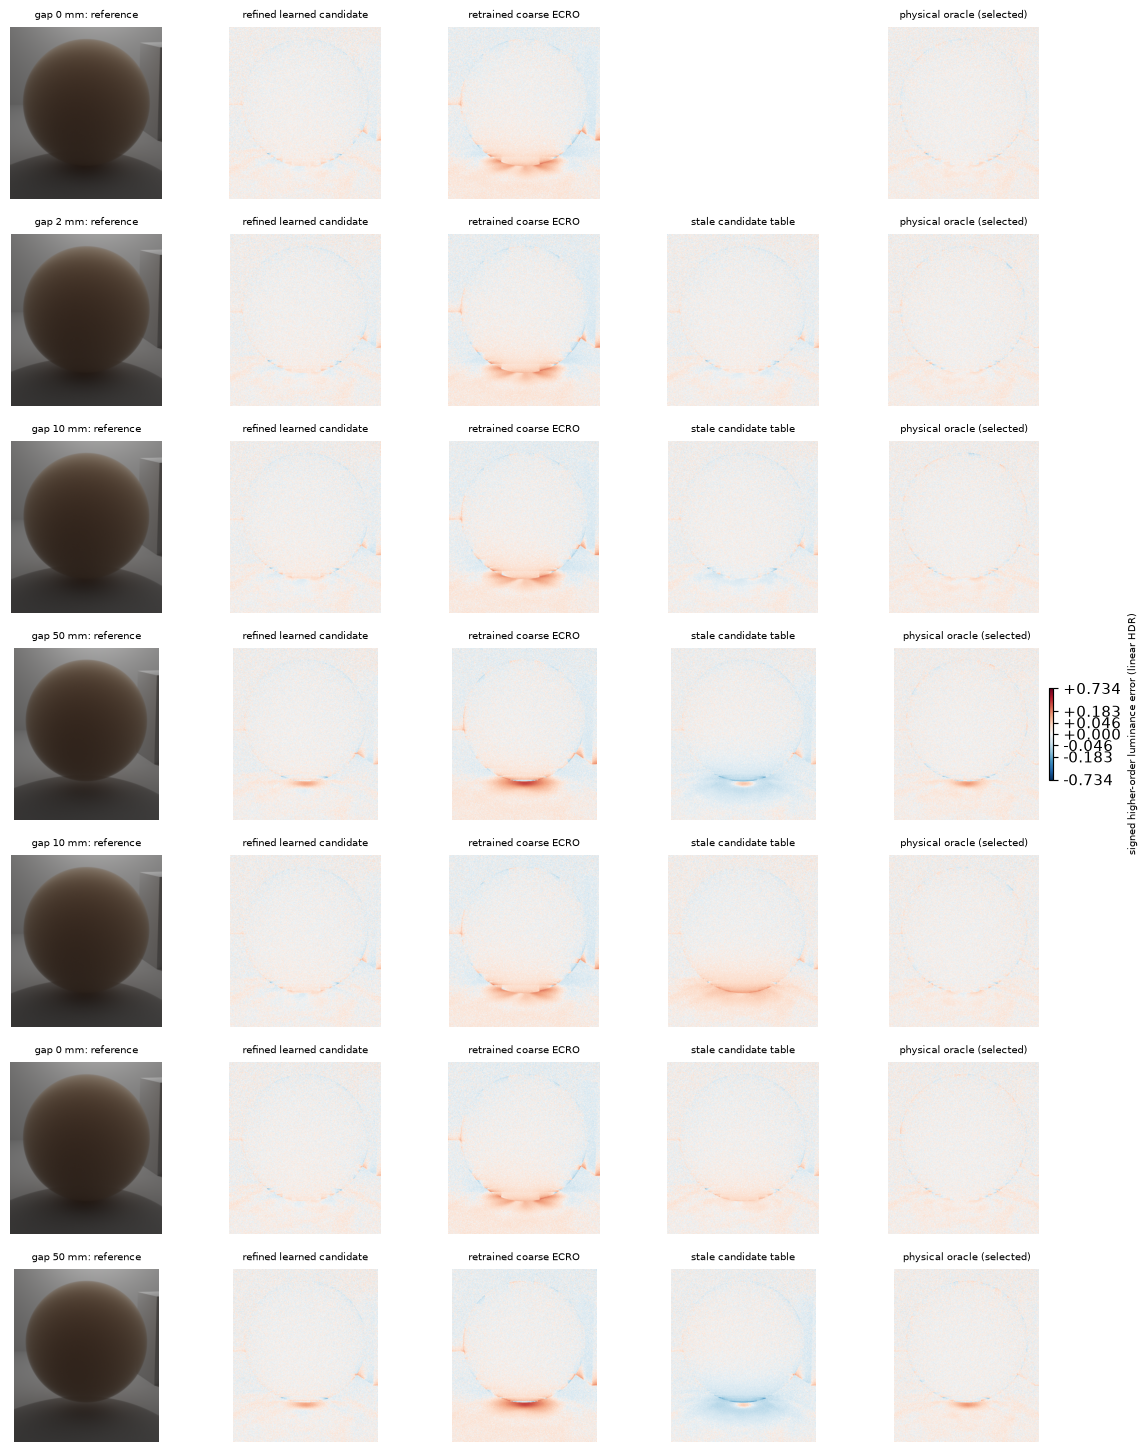 gap 0 mm: reference
refined learned candidate
retrained coarse ECRO
physical oracle (selected)
gap 2 mm: reference
refined learned candidate
retrained coarse ECRO
stale candidate table
physical oracle (selected)
gap 10 mm: reference
refined learned candidate
retrained coarse ECRO
stale candidate table
physical oracle (selected)
gap 50 mm: reference
refined learned candidate
retrained coarse ECRO
stale candidate table
physical oracle (selected)
+0.734
+0.183
+0.046
+0.000
-0.046
-0.183
-0.734
signed higher-order luminance error (linear HDR)
gap 10 mm: reference
refined learned candidate
retrained coarse ECRO
stale candidate table
physical oracle (selected)
gap 0 mm: reference
refined learned candidate
retrained coarse ECRO
stale candidate table
physical oracle (selected)
gap 50 mm: reference
refined learned candidate
retrained coarse ECRO
stale candidate table
physical oracle (selected)